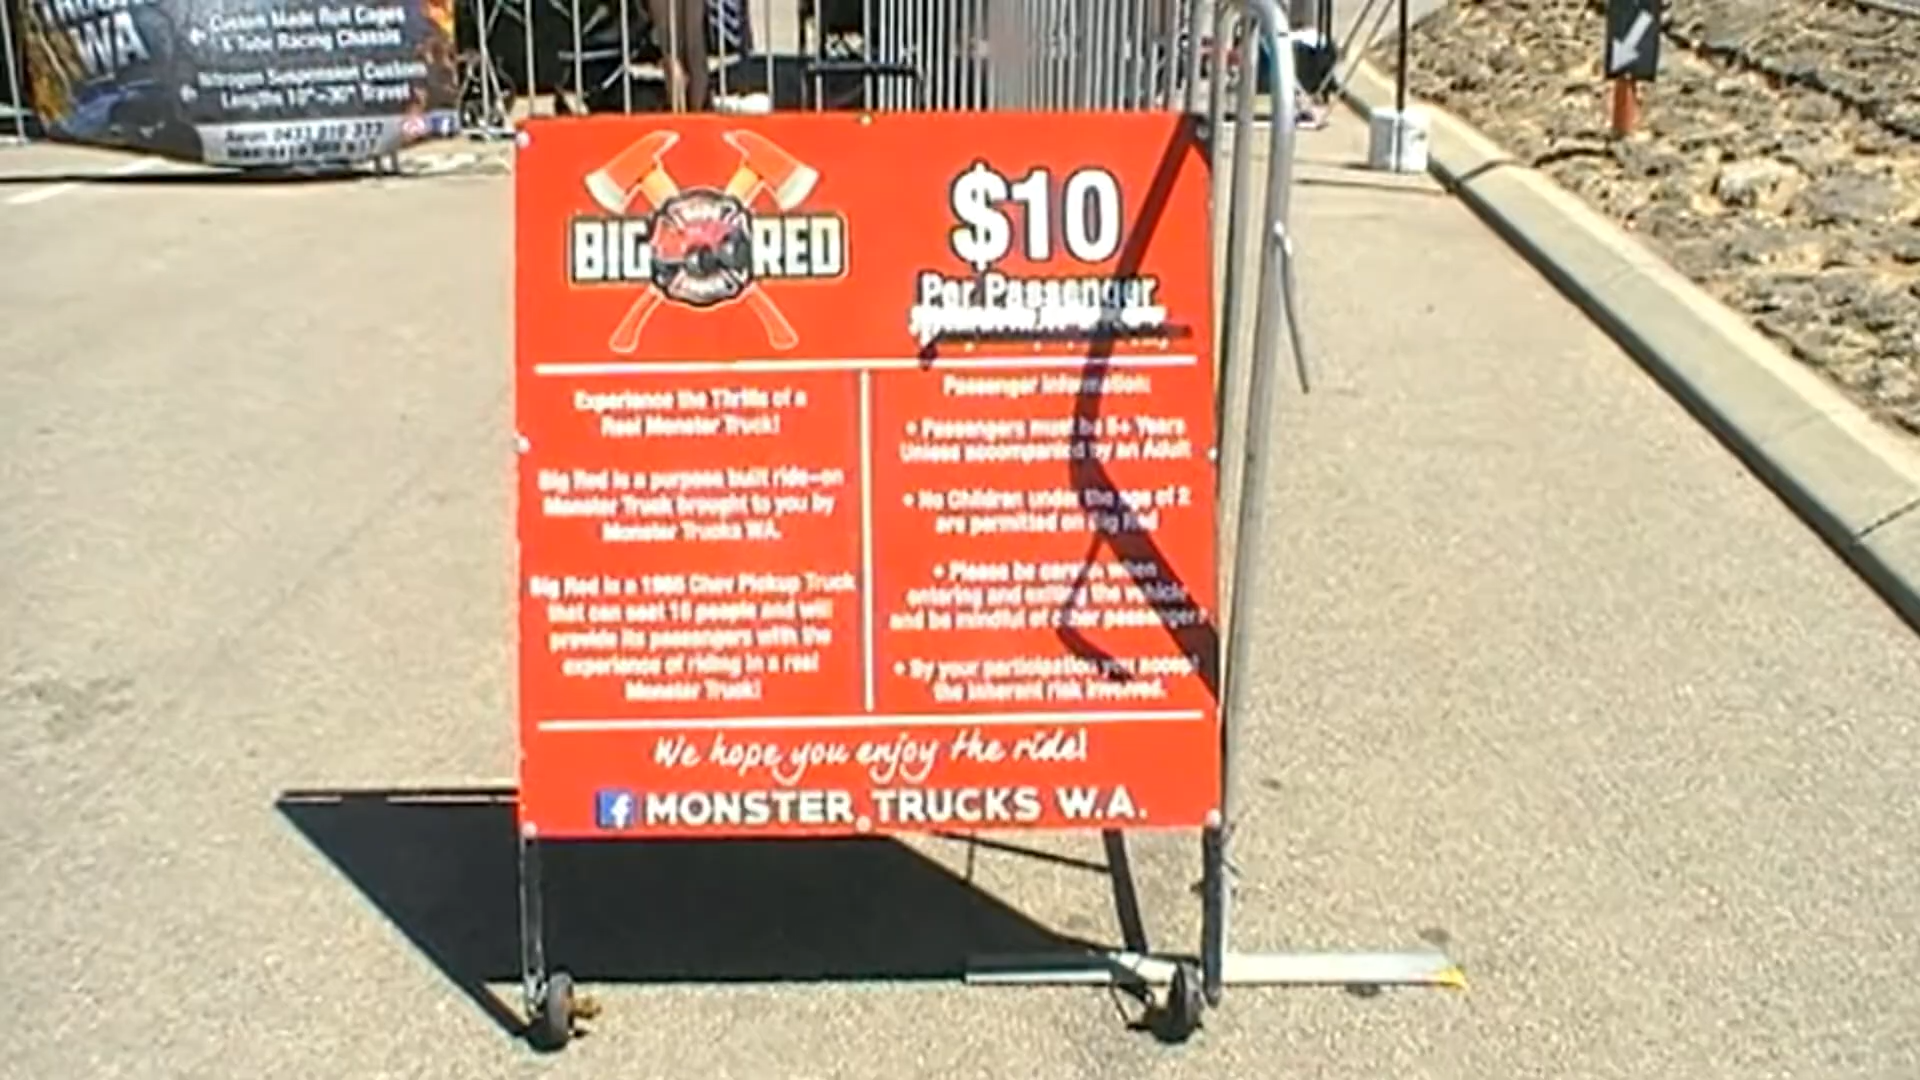 WA
Custom Made Roll Cages
& Tube Racing Chassis
Nitrogen Suspension Custom
Lengths 10"-30" Travel
BIG RED
$10
Per Passenger
Experience the Thrills of a
Real Monster Truck!
Big Red is a purpose built ride-on
Monster Truck brought to you by
Monster Trucks WA.
Big Red is a Chev Pickup Truck
that can seat people and will
provide its passengers with the
experience of riding in a real
Monster Truck!
Passenger Information:
• Passengers must be 5+ Years
Unless accompanied by an Adult
• No Children under the age of 2
are permitted on Big Red
• Please be careful when
entering and exiting the vehicle
and be mindful of other passengers
• By your participation you accept
the inherent risk involved.
We hope you enjoy the ride!
f MONSTER TRUCKS W.A.